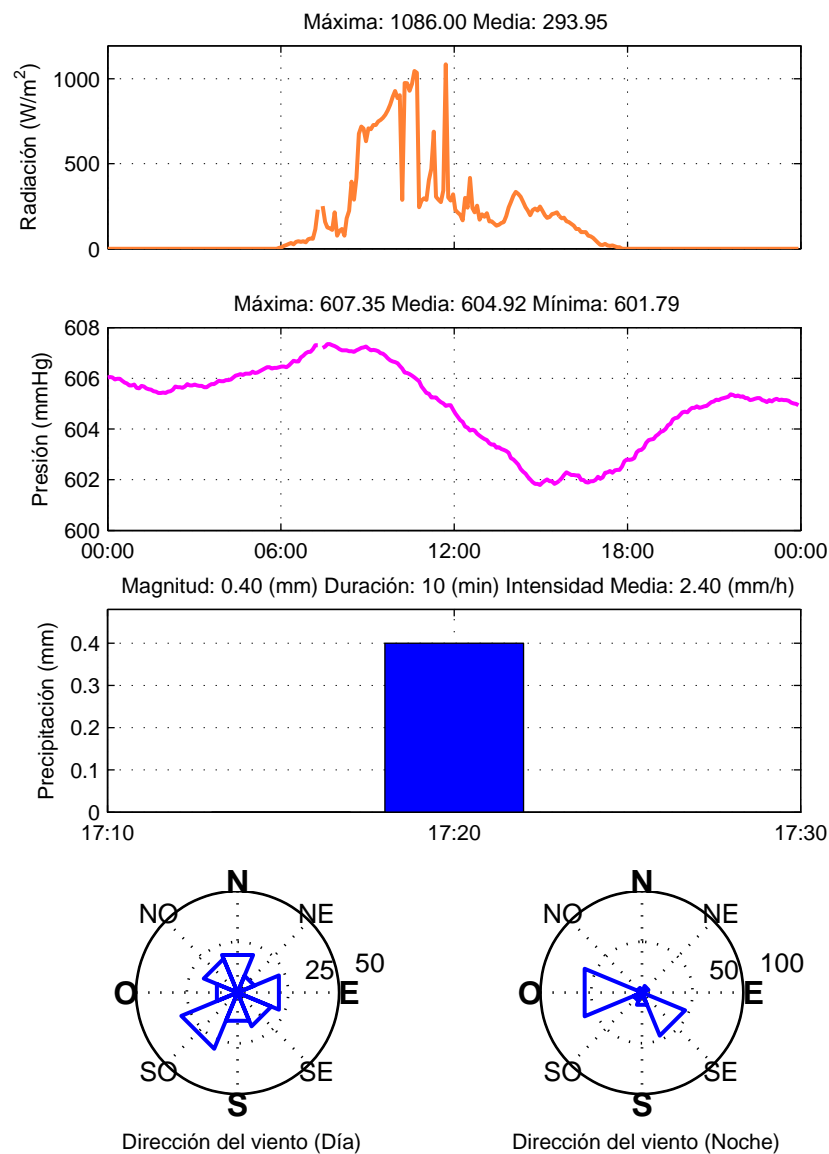 Máxima: 1086.00 Media: 293.95
1000
500
0
Radiación (W/m²)
Máxima: 607.35 Media: 604.92 Mínima: 601.79
608
606
604
602
600
Presión (mmHg)
00:00 06:00 12:00 18:00 00:00
Magnitud: 0.40 (mm) Duración: 10 (min) Intensidad Media: 2.40 (mm/h)
0.4
0.3
0.2
0.1
0
Precipitación (mm)
17:10 17:20 17:30
N
NO NE
25 50
O E
SO SE
S
Dirección del viento (Día)
N
NO NE
50 100
O E
SO SE
S
Dirección del viento (Noche)